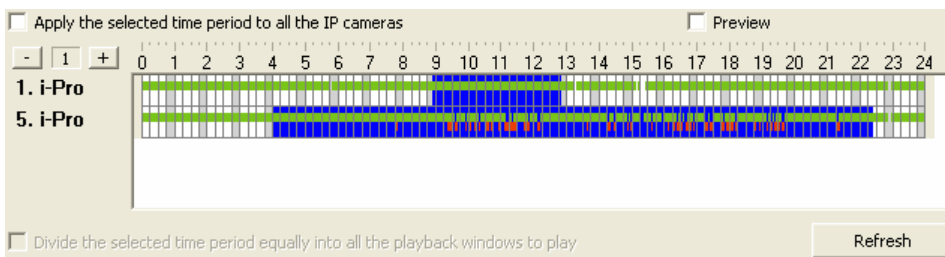 Apply the selected time period to all the IP cameras Preview
- 1 + 0 1 2 3 4 5 6 7 8 9 10 11 12 13 14 15 16 17 18 19 20 21 22 23 24
1. i-Pro
5. i-Pro
Divide the selected time period equally into all the playback windows to play Refresh